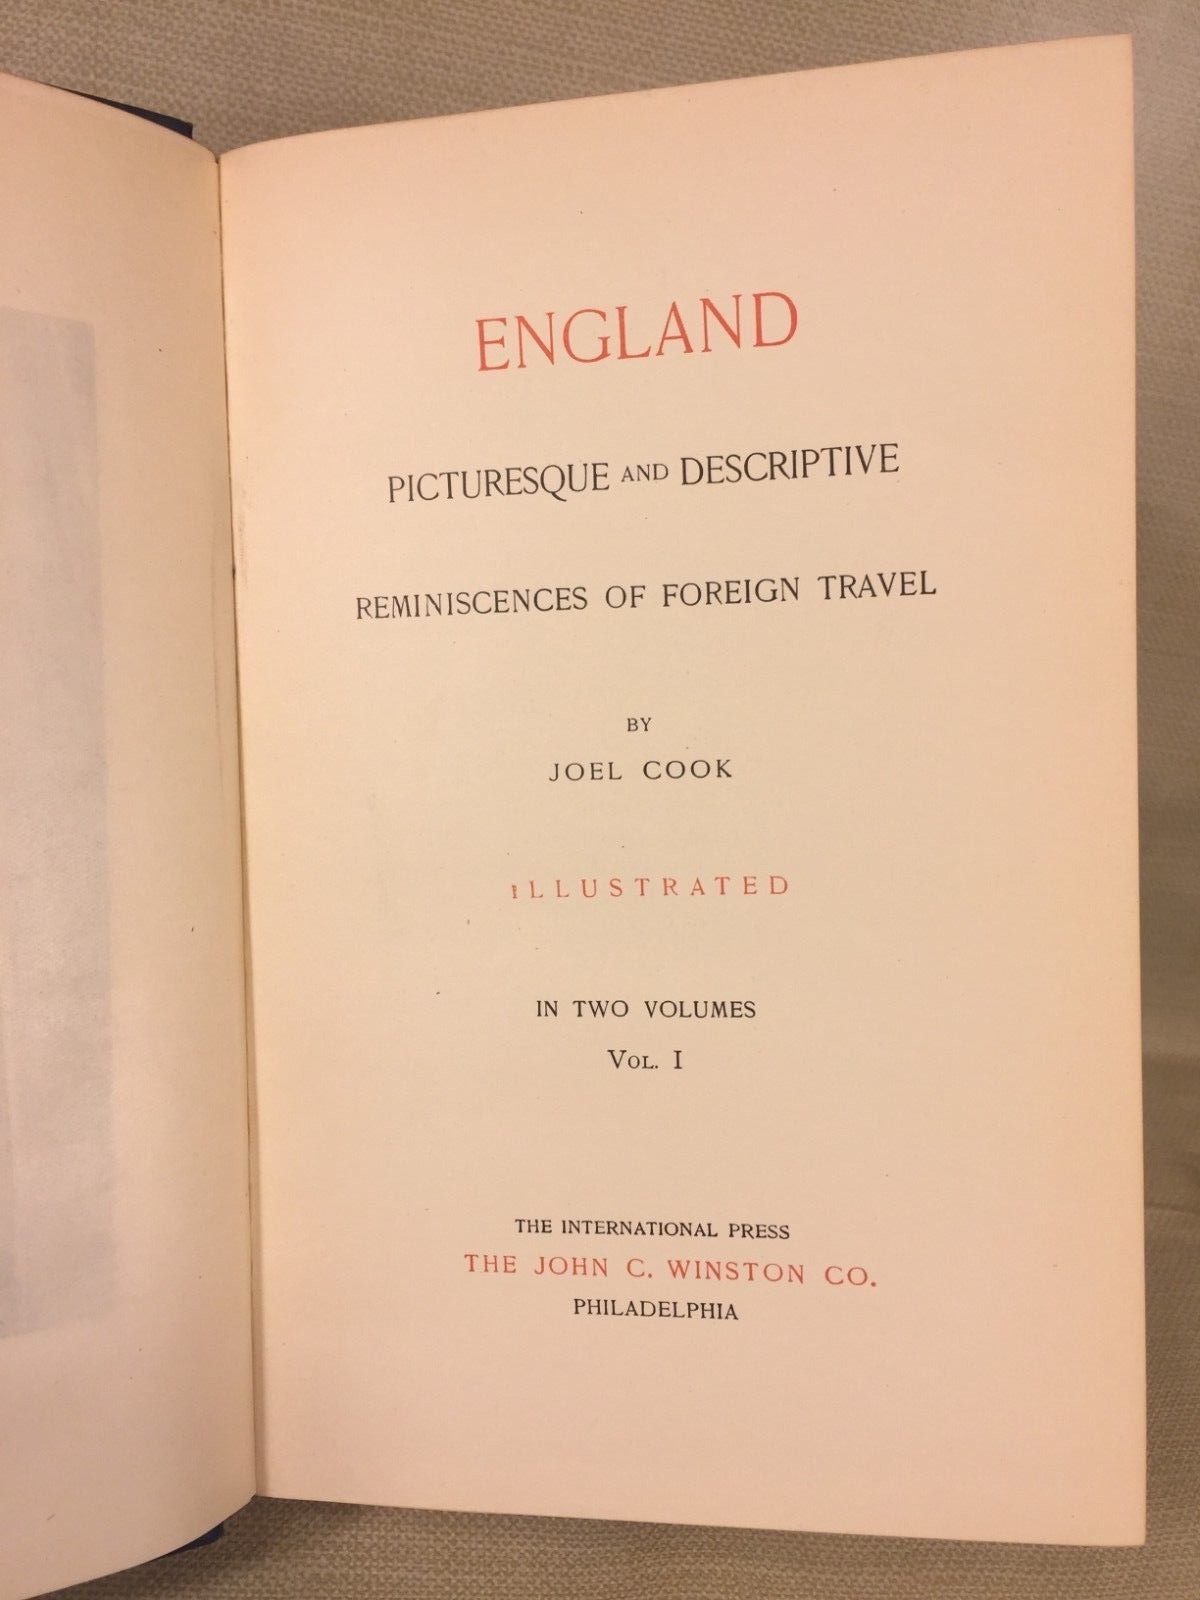 ENGLAND
PICTURESQUE AND DESCRIPTIVE
REMINISCENCES OF FOREIGN TRAVEL
BY
JOEL COOK
ILLUSTRATED
IN TWO VOLUMES
VOL. I
THE INTERNATIONAL PRESS
THE JOHN C. WINSTON CO.
PHILADELPHIA